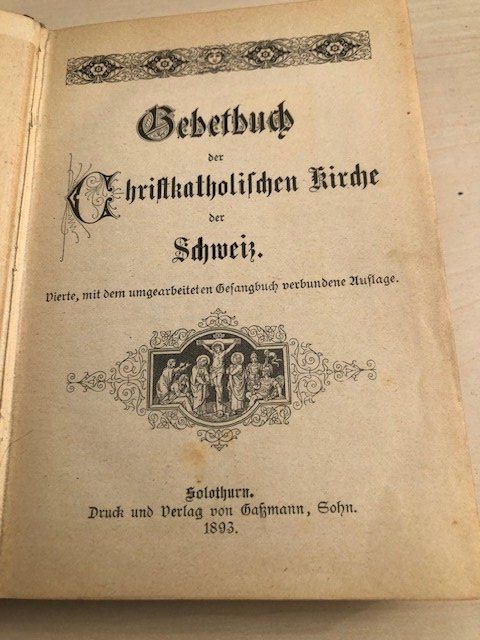 Gebetbuch
der
Christkatholischen Kirche
der
Schweiz.
Vierte, mit dem umgearbeiteten Gesangbuch verbundene Auflage.
Solothurn.
Druck und Verlag von Gaßmann, Sohn.
1893.